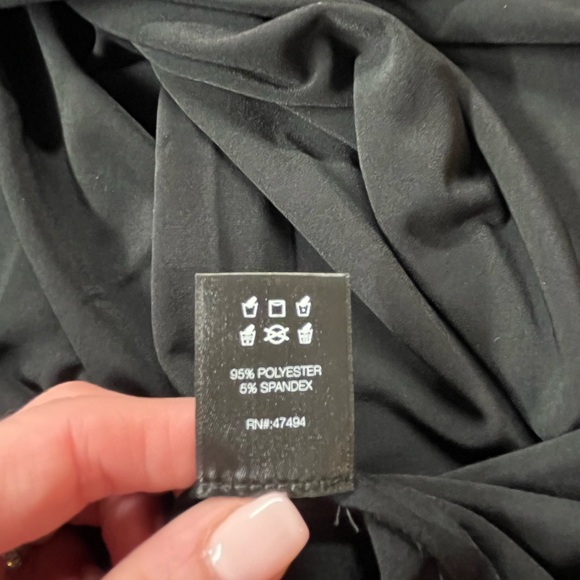 95% POLYESTER
5% SPANDEX
RN#:47494